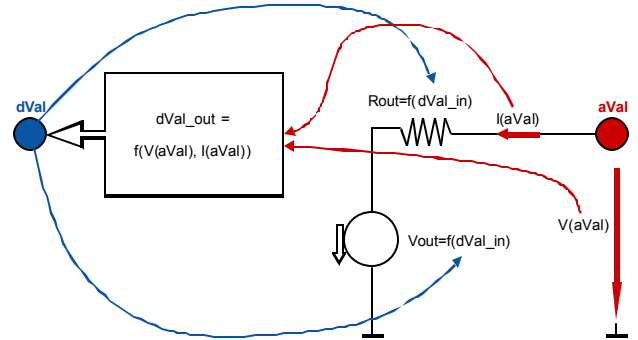 dVal
dVal_out =
f(V(aVal), I(aVal))
Rout=f(dVal_in)
I(aVal)
aVal
V(aVal)
Vout=f(dVal_in)